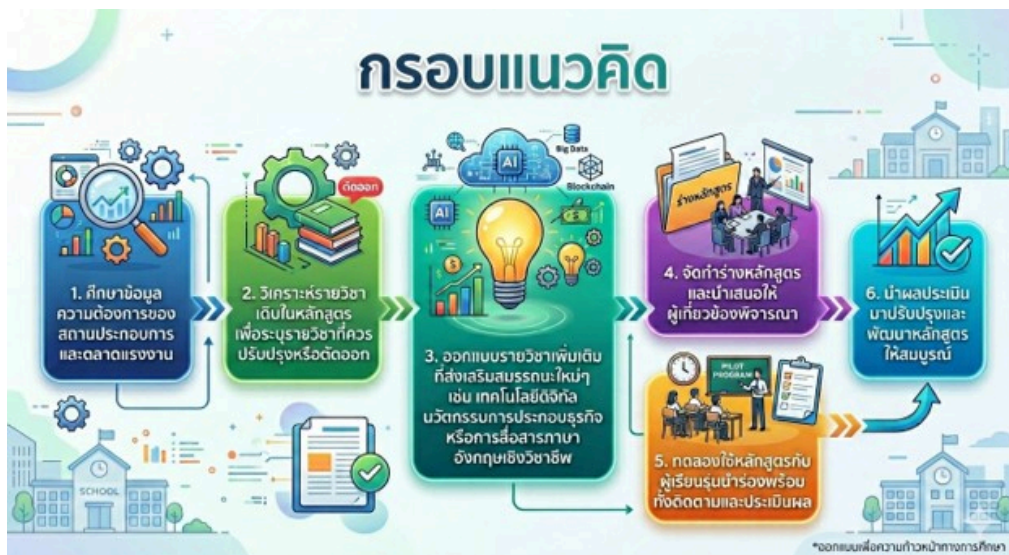 กรอบแนวคิด
1. ศึกษาข้อมูล
ความต้องการของ
สถานประกอบการ
และตลาดแรงงาน
ตัดออก
2. วิเคราะห์รายวิชา
เดิมในหลักสูตร
เพื่อระบุรายวิชาที่ควร
ปรับปรุงหรือตัดออก
AI
Big Data
Blockchain
AI
3. ออกแบบรายวิชาเพิ่มเติม
ที่ส่งเสริมสมรรถนะใหม่ๆ
เช่น เทคโนโลยีดิจิทัล
นวัตกรรมการประกอบธุรกิจ
หรือการสื่อสารภาษา
อังกฤษเชิงวิชาชีพ
ร่างหลักสูตร
4. จัดทำร่างหลักสูตร
และนำเสนอให้
ผู้เกี่ยวข้องพิจารณา
PILOT
PROGRAM
5. ทดลองใช้หลักสูตรกับ
ผู้เรียนรุ่นนำร่องพร้อม
ทั้งติดตามและประเมินผล
6. นำผลประเมิน
มาปรับปรุงและ
พัฒนาหลักสูตร
ให้สมบูรณ์
SCHOOL
*ออกแบบเพื่อความก้าวหน้าทางการศึกษา